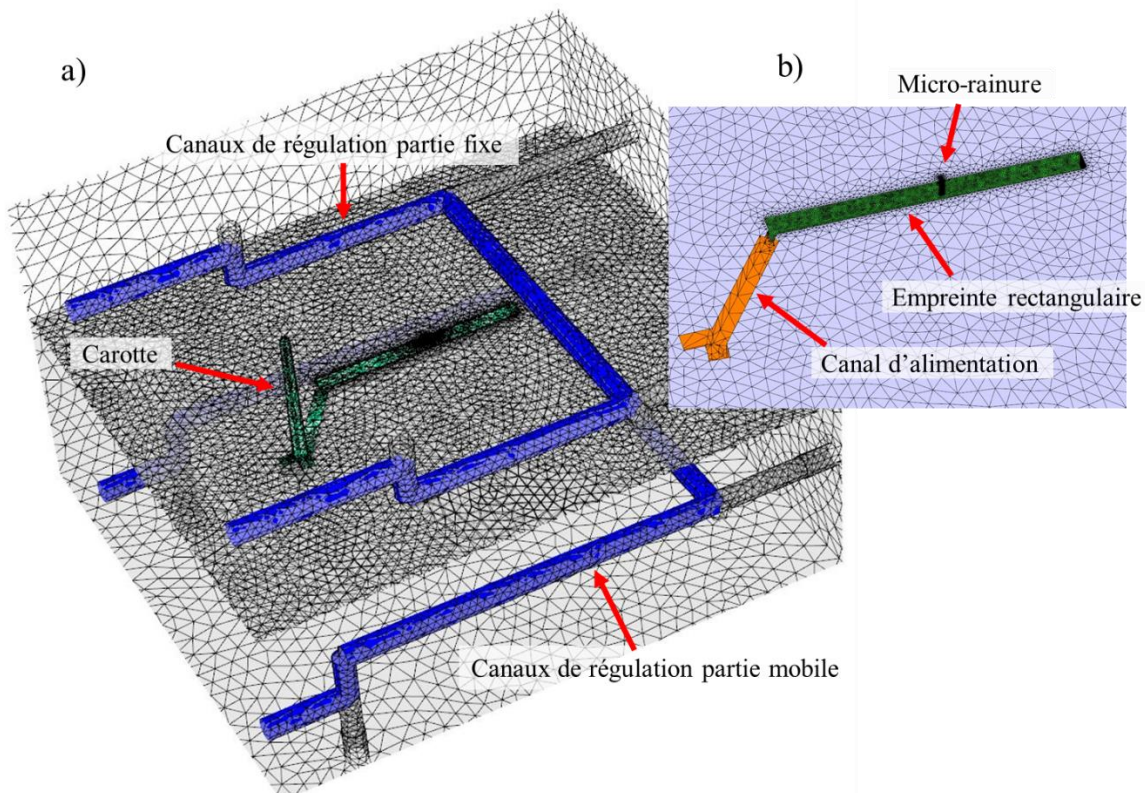 a)
Canaux de régulation partie fixe
Carotte
Canaux de régulation partie mobile
b)
Micro-rainure
Empreinte rectangulaire
Canal d'alimentation